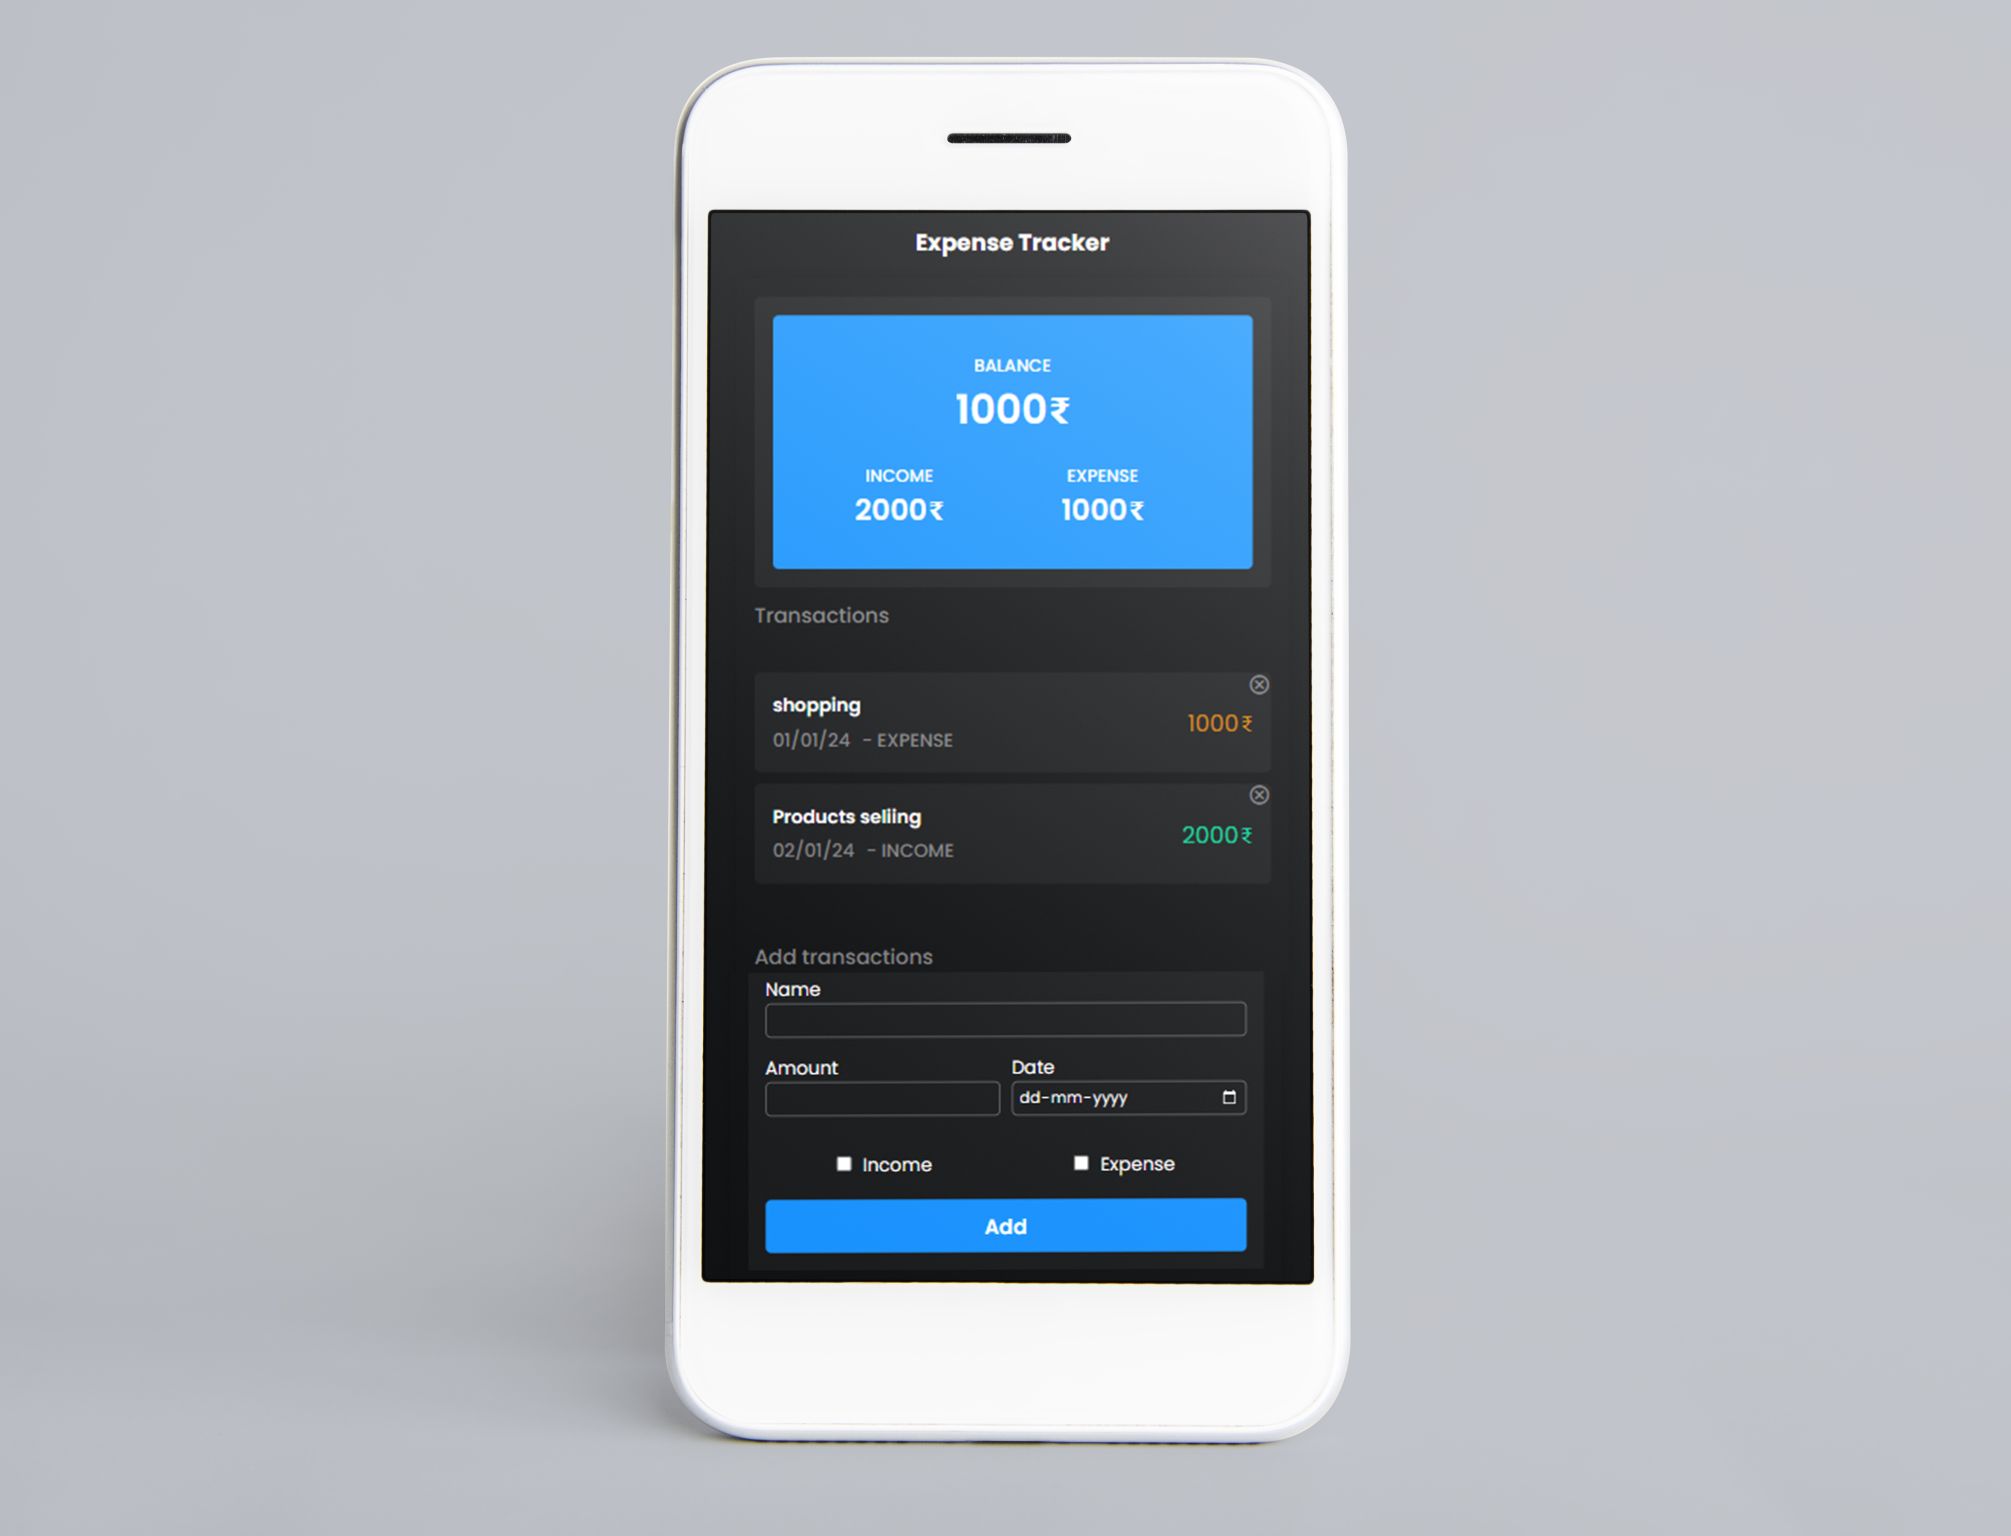 Expense Tracker
BALANCE
1000₹
INCOME EXPENSE
2000₹ 1000₹
Transactions
shopping
1000₹
01/01/24 - EXPENSE
Products seliing
2000₹
02/01/24 - INCOME
Add transactions
Name
Amount Date
dd-mm-yyyy
Income Expense
Add